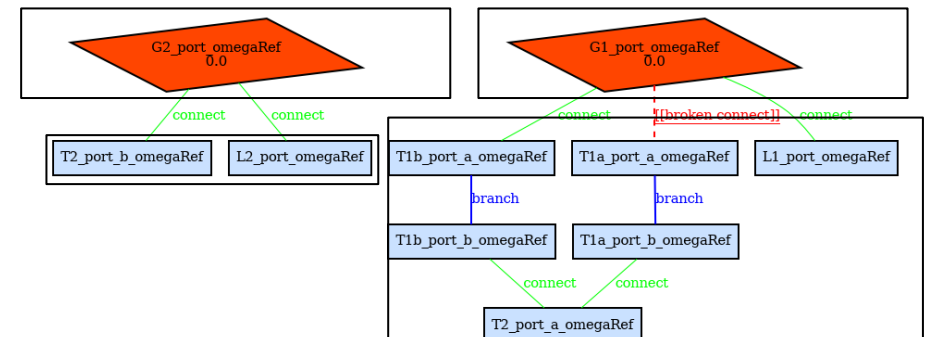 G2_port_omegaRef
0.0
G1_port_omegaRef
0.0
connect
connect
connect
[[broken connect]]
connect
T2_port_b_omegaRef
L2_port_omegaRef
T1b_port_a_omegaRef
T1a_port_a_omegaRef
L1_port_omegaRef
branch
branch
T1b_port_b_omegaRef
T1a_port_b_omegaRef
connect
connect
T2_port_a_omegaRef